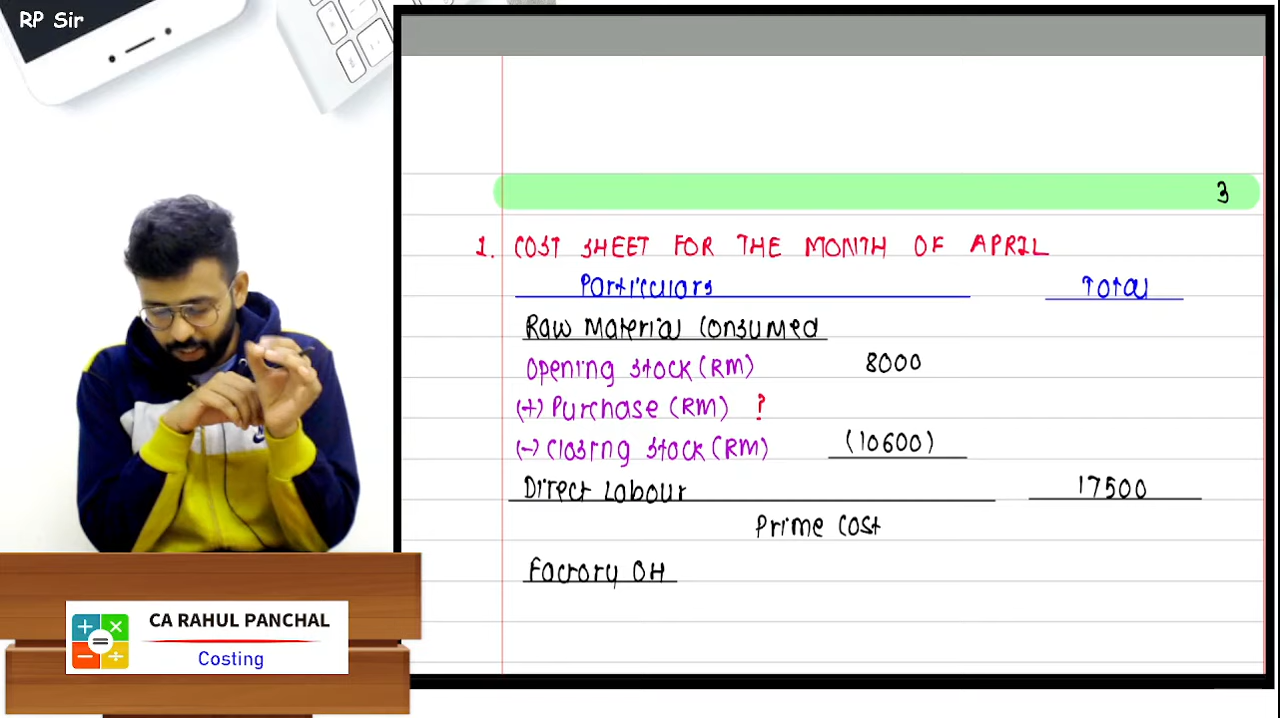 RP Sir
3
1. COST SHEET FOR THE MONTH OF APRIL
Particulars Total
Raw Material Consumed
Opening Stock (RM) 8000
(+) Purchase (RM) ?
(-) Closing Stock (RM) (10600)
Direct Labour 17500
Prime Cost
Factory OH
CA RAHUL PANCHAL
Costing